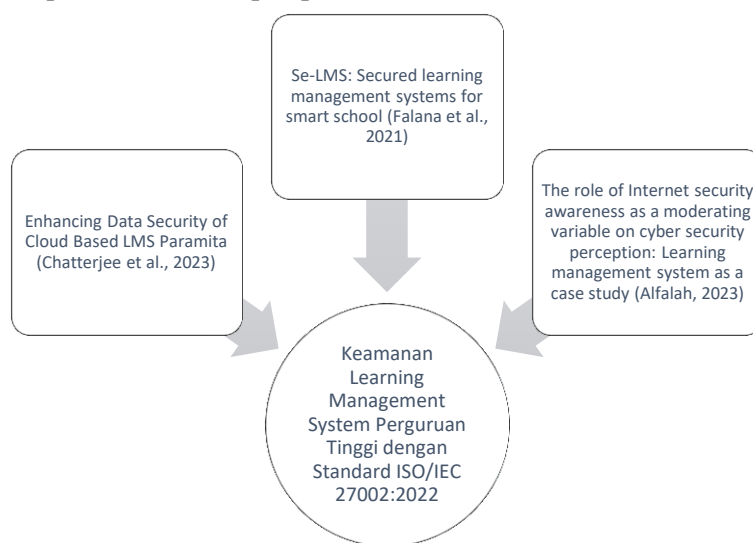 Se-LMS: Secured learning
management systems for
smart school (Falana et al.,
2021)
Enhancing Data Security of
Cloud Based LMS Paramita
(Chatterjee et al., 2023)
The role of Internet security
awareness as a moderating
variable on cyber security
perception: Learning
management system as a
case study (Alfalah, 2023)
Keamanan
Learning
Management
System Perguruan
Tinggi dengan
Standard ISO/IEC
27002:2022